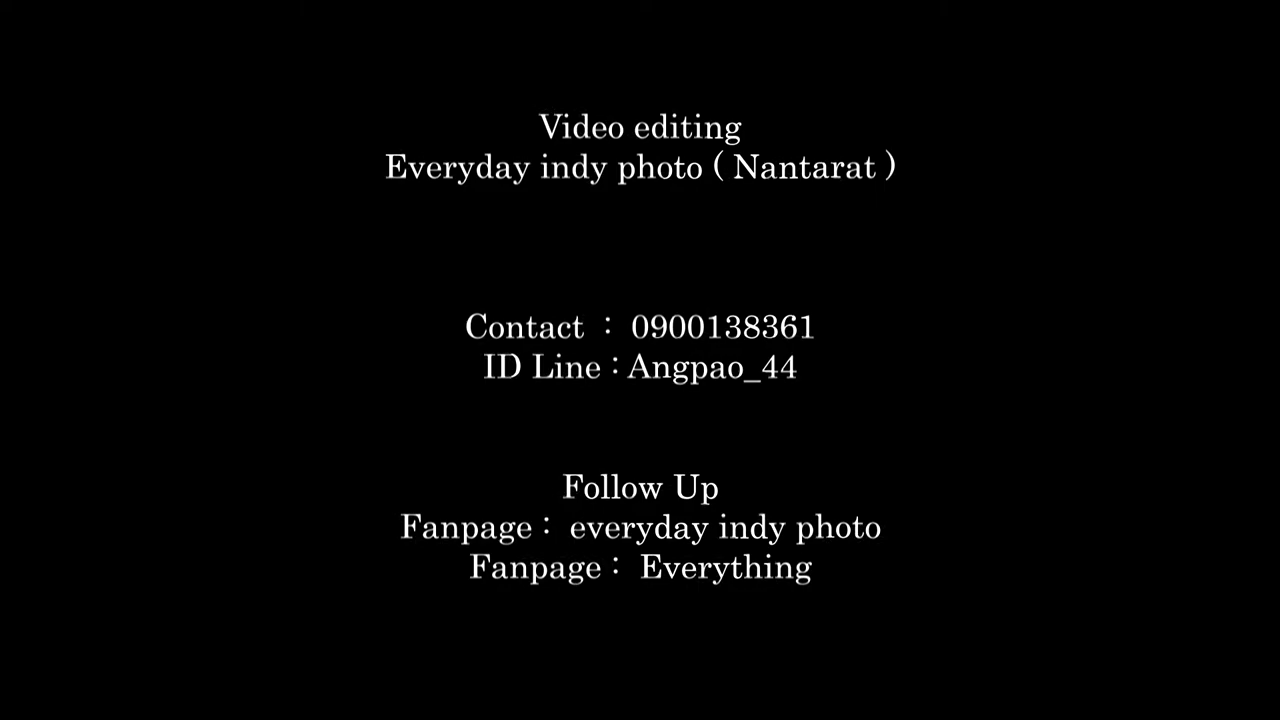 Video editing
Everyday indy photo ( Nantarat )
Contact : 0900138361
ID Line : Angpao_44
Follow Up
Fanpage : everyday indy photo
Fanpage : Everything